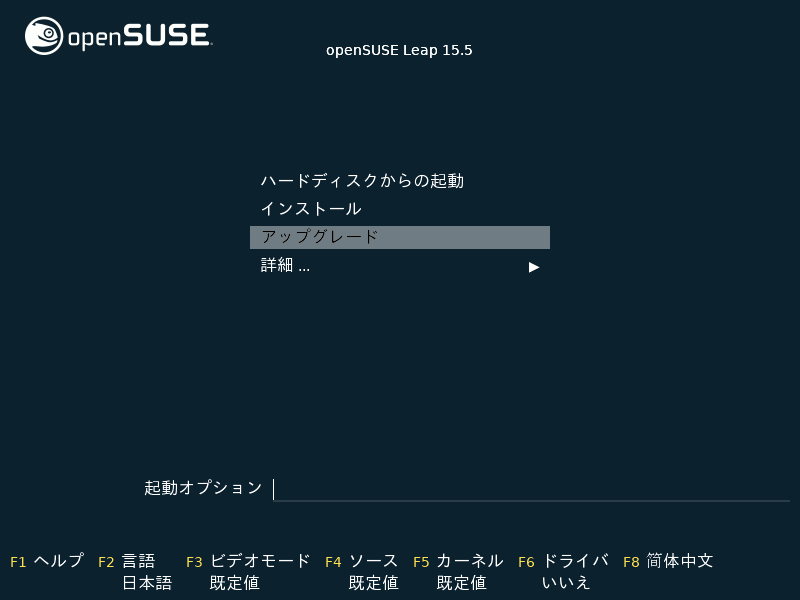 openSUSE
openSUSE Leap 15.5
ハードディスクからの起動
インストール
アップグレード
詳細 ...
起動オプション
F1 ヘルプ F2 言語 F3 ビデオモード F4 ソース F5 カーネル F6 ドライバ F8 简体中文
日本語 既定値 既定値 既定値 いいえ